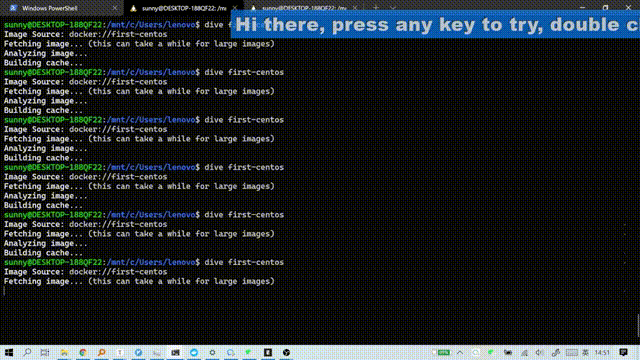 Windows PowerShell
sunny@DESKTOP-188QF22: /mn
sunny@DESKTOP-188QF22: /mn
Hi there, press any key to try, double c
sunny@DESKTOP-188QF22:/mnt/c/Users/lenovo$ dive first-centos
Image Source: docker://first-centos
Fetching image... (this can take a while for large images)
Analyzing image...
Building cache...
sunny@DESKTOP-188QF22:/mnt/c/Users/lenovo$ dive first-centos
Image Source: docker://first-centos
Fetching image... (this can take a while for large images)
Analyzing image...
Building cache...
sunny@DESKTOP-188QF22:/mnt/c/Users/lenovo$ dive first-centos
Image Source: docker://first-centos
Fetching image... (this can take a while for large images)
Analyzing image...
Building cache...
sunny@DESKTOP-188QF22:/mnt/c/Users/lenovo$ dive first-centos
Image Source: docker://first-centos
Fetching image... (this can take a while for large images)
Analyzing image...
Building cache...
sunny@DESKTOP-188QF22:/mnt/c/Users/lenovo$ dive first-centos
Image Source: docker://first-centos
Fetching image... (this can take a while for large images)
Analyzing image...
Building cache...
sunny@DESKTOP-188QF22:/mnt/c/Users/lenovo$ dive first-centos
Image Source: docker://first-centos
Fetching image... (this can take a while for large images)
英
14:51